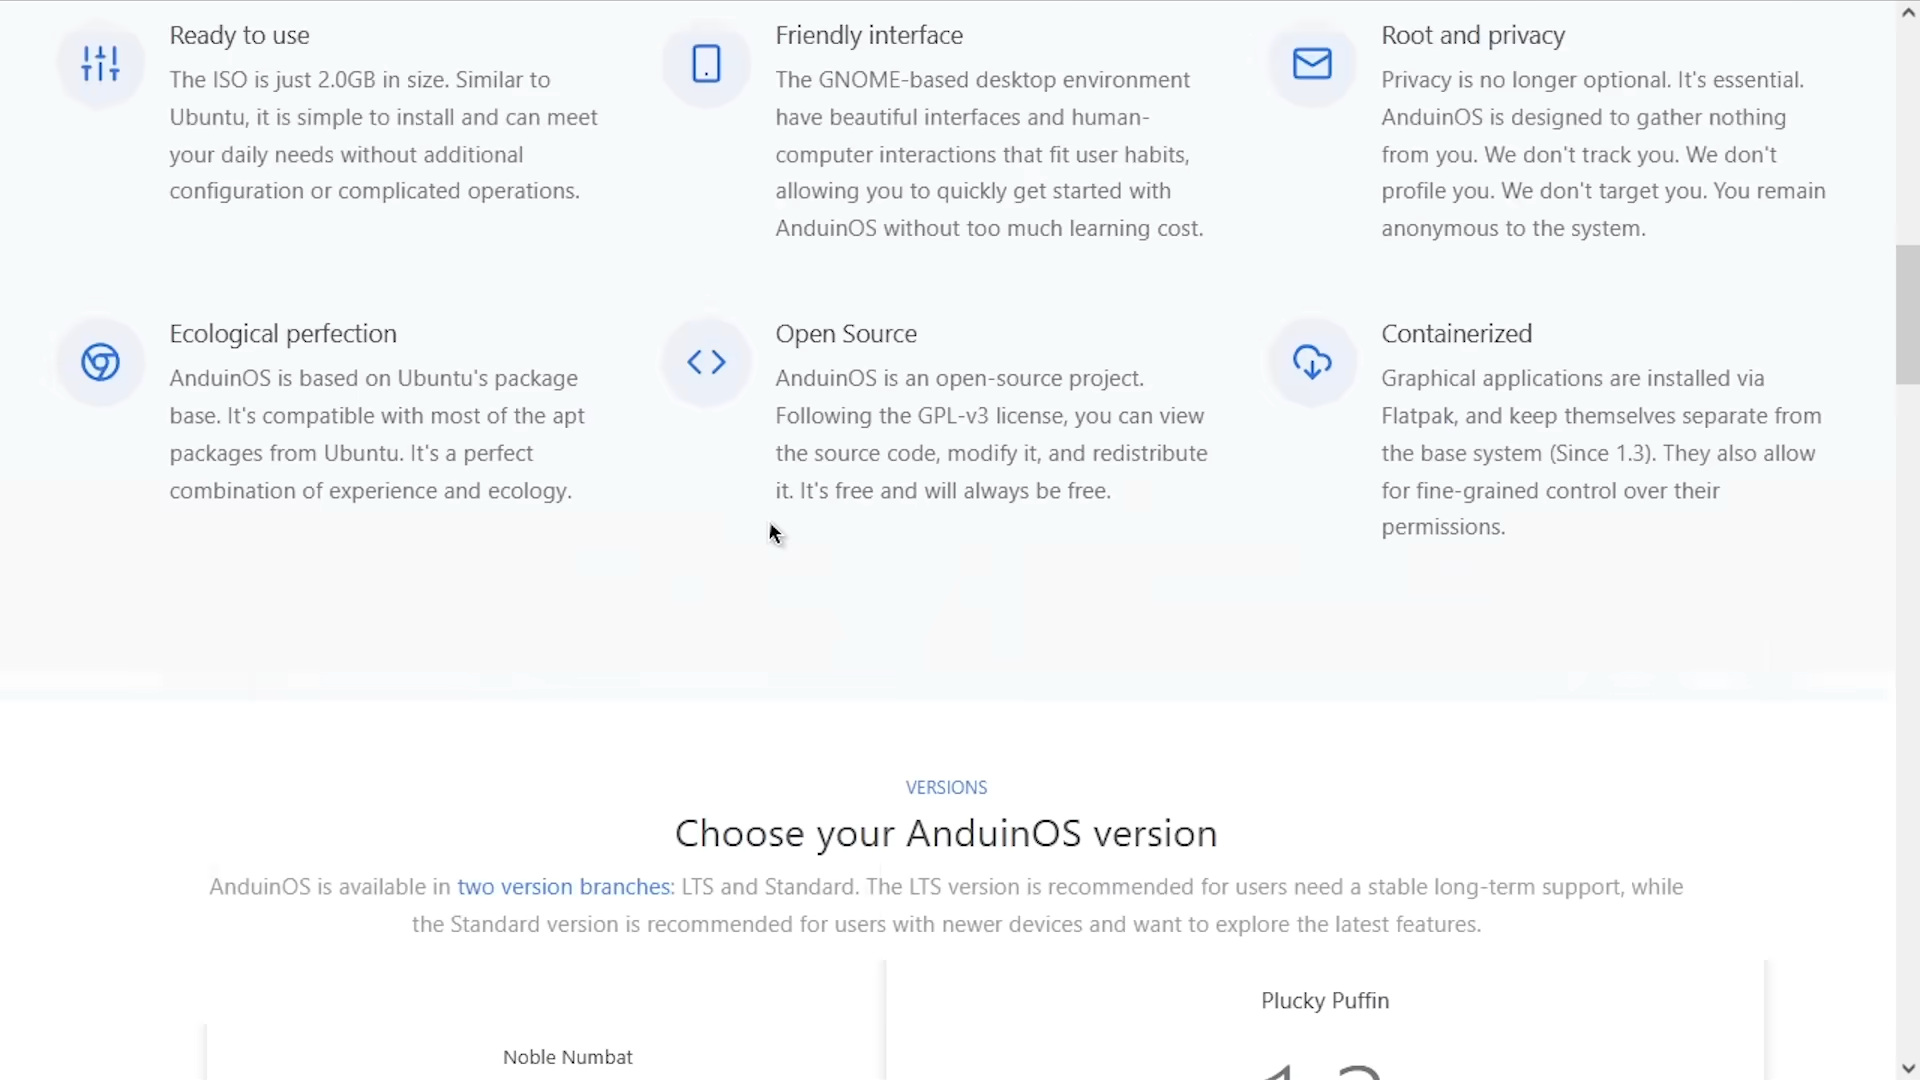 Ready to use
The ISO is just 2.0GB in size. Similar to
Ubuntu, it is simple to install and can meet
your daily needs without additional
configuration or complicated operations.
Friendly interface
The GNOME-based desktop environment
have beautiful interfaces and human-
computer interactions that fit user habits,
allowing you to quickly get started with
AnduinOS without too much learning cost.
Root and privacy
Privacy is no longer optional. It's essential.
AnduinOS is designed to gather nothing
from you. We don't track you. We don't
profile you. We don't target you. You remain
anonymous to the system.
Ecological perfection
AnduinOS is based on Ubuntu's package
base. It's compatible with most of the apt
packages from Ubuntu. It's a perfect
combination of experience and ecology.
Open Source
AnduinOS is an open-source project.
Following the GPL-v3 license, you can view
the source code, modify it, and redistribute
it. It's free and will always be free.
Containerized
Graphical applications are installed via
Flatpak, and keep themselves separate from
the base system (Since 1.3). They also allow
for fine-grained control over their
permissions.
VERSIONS
Choose your AnduinOS version
AnduinOS is available in two version branches: LTS and Standard. The LTS version is recommended for users need a stable long-term support, while
the Standard version is recommended for users with newer devices and want to explore the latest features.
Plucky Puffin
Noble Numbat